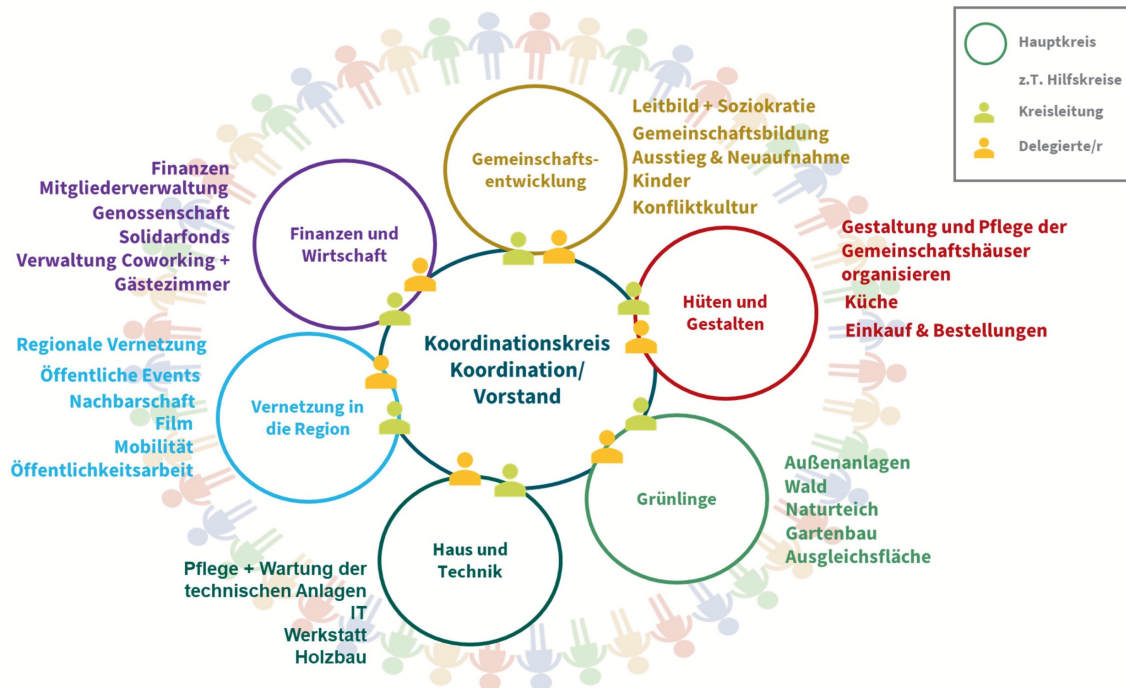 Hauptkreis
z.T. Hilfskreise
Kreisleitung
Delegierte/r
Gemeinschafts-
entwicklung
Leitbild + Soziokratie
Gemeinschaftsbildung
Ausstieg & Neuaufnahme
Kinder
Konfliktkultur
Finanzen
Mitgliederverwaltung
Genossenschaft
Solidarfonds
Verwaltung Coworking +
Gästezimmer
Finanzen und
Wirtschaft
Hüten und
Gestalten
Gestaltung und Pflege der
Gemeinschaftshäuser
organisieren
Küche
Einkauf & Bestellungen
Koordinationskreis
Koordination/
Vorstand
Regionale Vernetzung
Öffentliche Events
Nachbarschaft
Film
Mobilität
Öffentlichkeitsarbeit
Vernetzung in
die Region
Grünlinge
Außenanlagen
Wald
Naturteich
Gartenbau
Ausgleichsfläche
Haus und
Technik
Pflege + Wartung der
technischen Anlagen
IT
Werkstatt
Holzbau